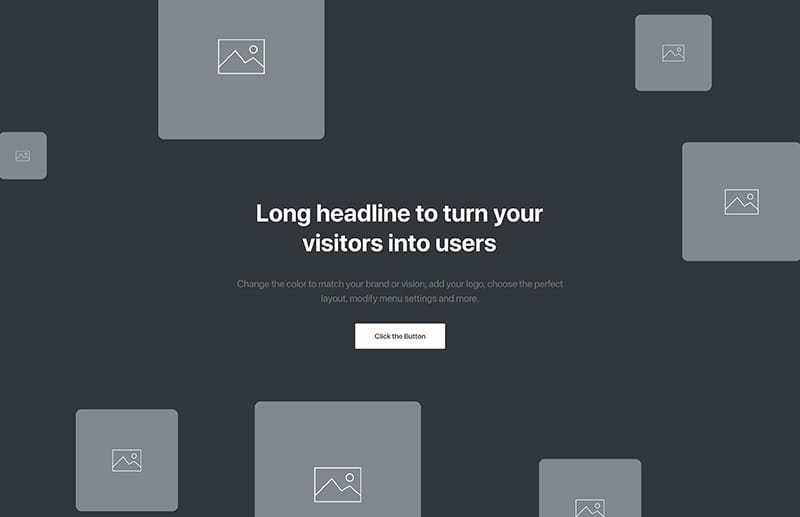 Long headline to turn your
visitors into users
Change the color to match your brand or vision, add your logo, choose the perfect
layout, modify menu settings and more.
Click the Button